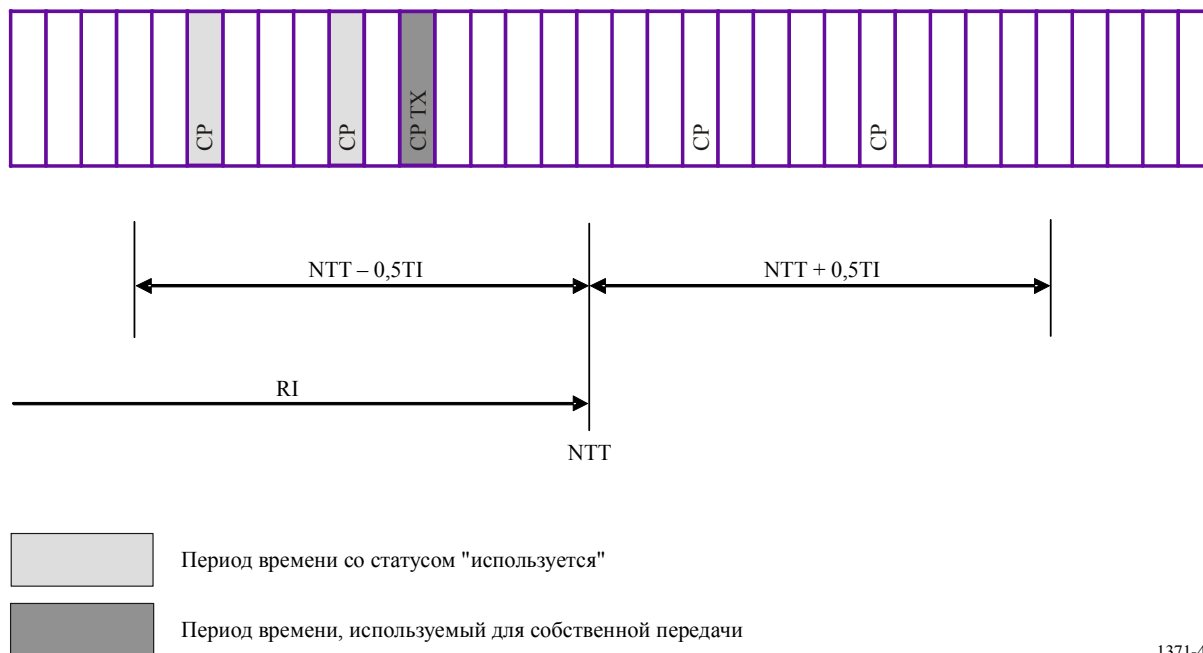 CP
CP
CP TX
CP
CP
NTT – 0,5TI
NTT + 0,5TI
RI
NTT
Период времени со статусом "используется"
Период времени, используемый для собственной передачи